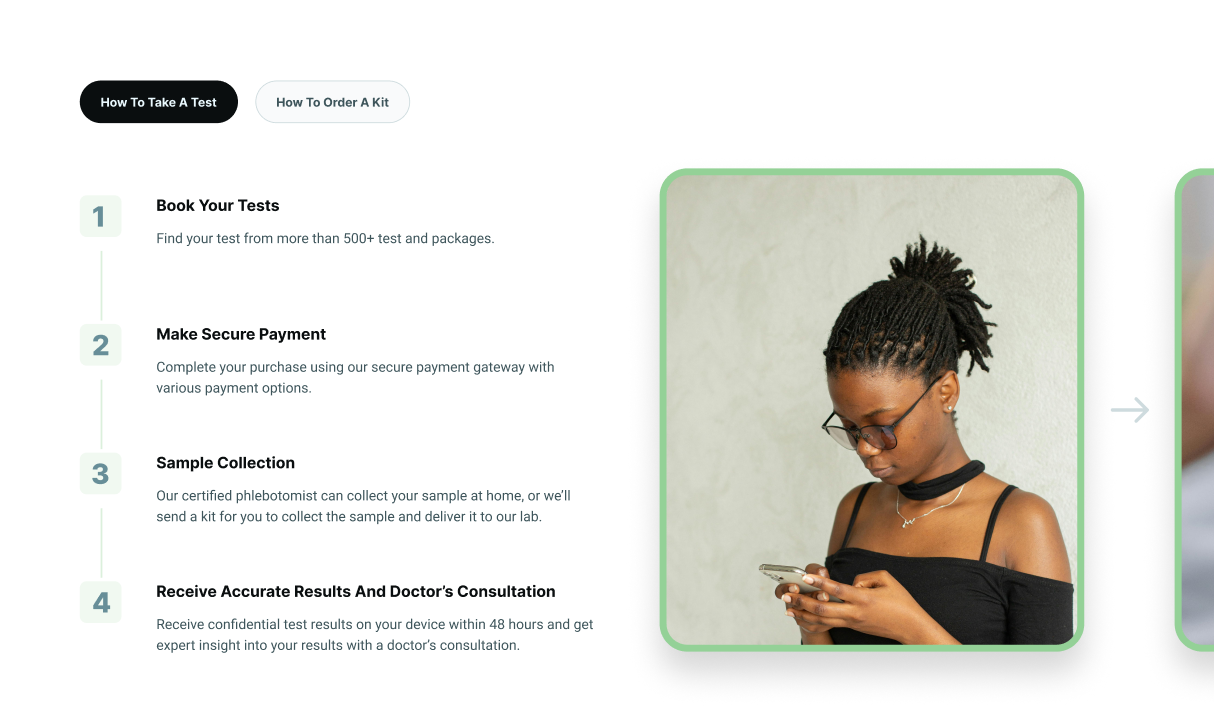 How To Take A Test
How To Order A Kit
1
Book Your Tests
Find your test from more than 500+ test and packages.
2
Make Secure Payment
Complete your purchase using our secure payment gateway with
various payment options.
3
Sample Collection
Our certified phlebotomist can collect your sample at home, or we’ll
send a kit for you to collect the sample and deliver it to our lab.
4
Receive Accurate Results And Doctor’s Consultation
Receive confidential test results on your device within 48 hours and get
expert insight into your results with a doctor’s consultation.